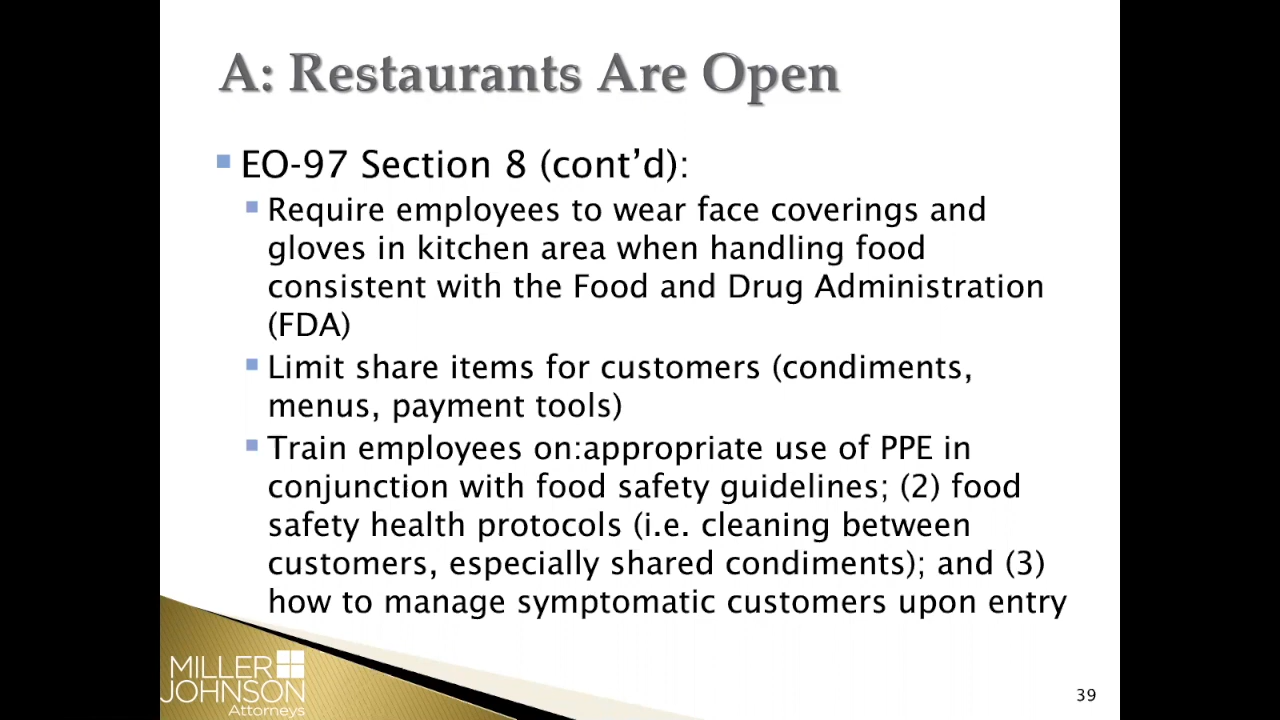 A: Restaurants Are Open
EO-97 Section 8 (cont’d):
Require employees to wear face coverings and
gloves in kitchen area when handling food
consistent with the Food and Drug Administration
(FDA)
Limit share items for customers (condiments,
menus, payment tools)
Train employees on:appropriate use of PPE in
conjunction with food safety guidelines; (2) food
safety health protocols (i.e. cleaning between
customers, especially shared condiments); and (3)
how to manage symptomatic customers upon entry
MILLER
JOHNSON
Attorneys
39